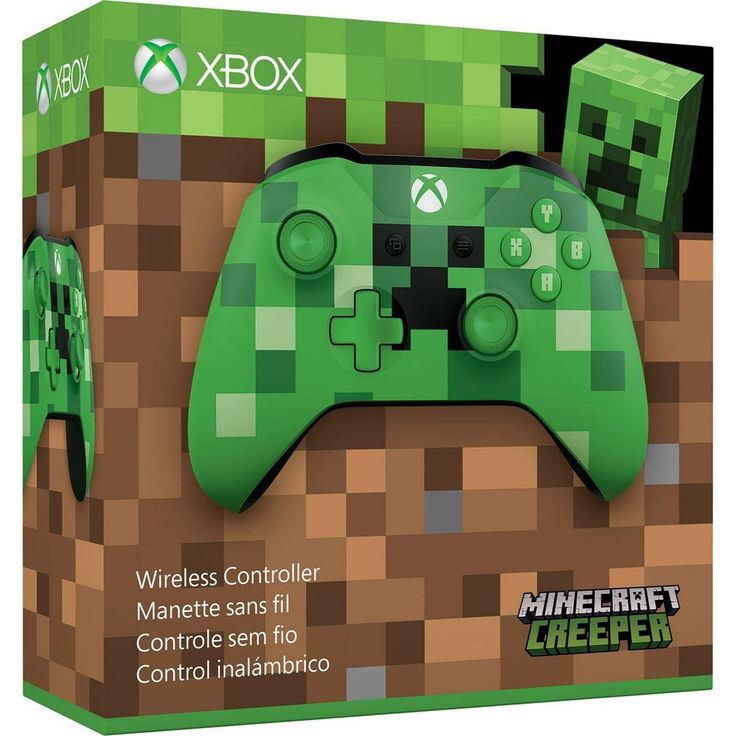 XBOX
XBOX
Y
X
B
A
Wireless Controller
Manette sans fil
Controle sem fio
Control inalámbrico
MINECRAFT
CREEPER